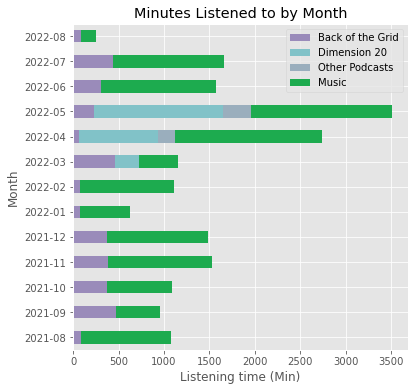 Minutes Listened to by Month
Back of the Grid
Dimension 20
Other Podcasts
Music
Month
2022-08
2022-07
2022-06
2022-05
2022-04
2022-03
2022-02
2022-01
2021-12
2021-11
2021-10
2021-09
2021-08
0 500 1000 1500 2000 2500 3000 3500
Listening time (Min)